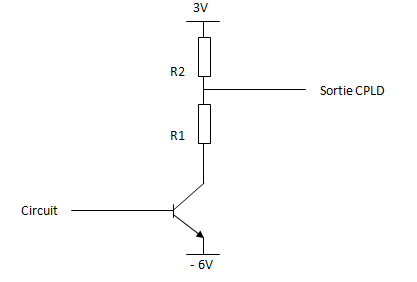 3V
R2
Sortie CPLD
R1
Circuit
- 6V